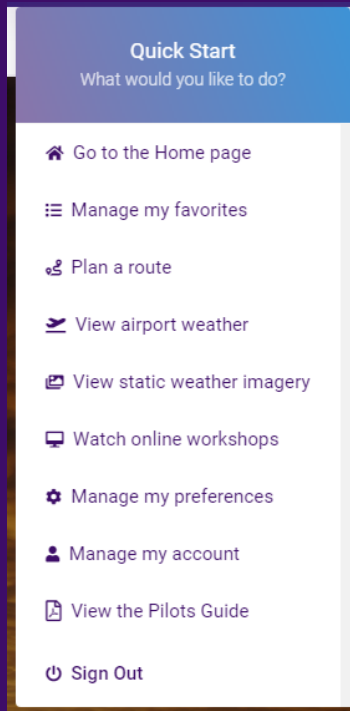 Quick Start
What would you like to do?
Go to the Home page
Manage my favorites
Plan a route
View airport weather
View static weather imagery
Watch online workshops
Manage my preferences
Manage my account
View the Pilots Guide
Sign Out